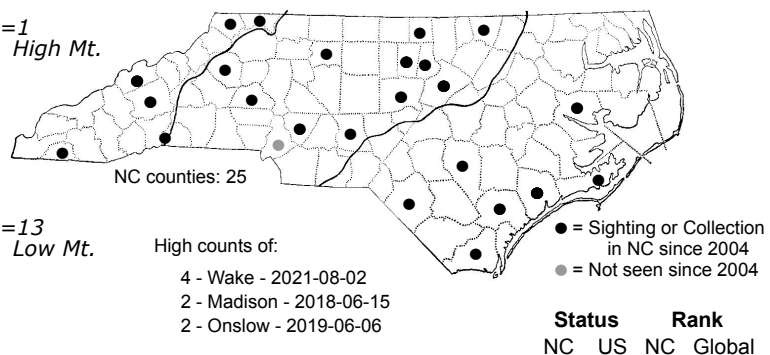 =1
High Mt.
NC counties: 25
=13
Low Mt.
High counts of:
4 - Wake - 2021-08-02
2 - Madison - 2018-06-15
2 - Onslow - 2019-06-06
● = Sighting or Collection
in NC since 2004
● = Not seen since 2004
Status Rank
NC US NC Global